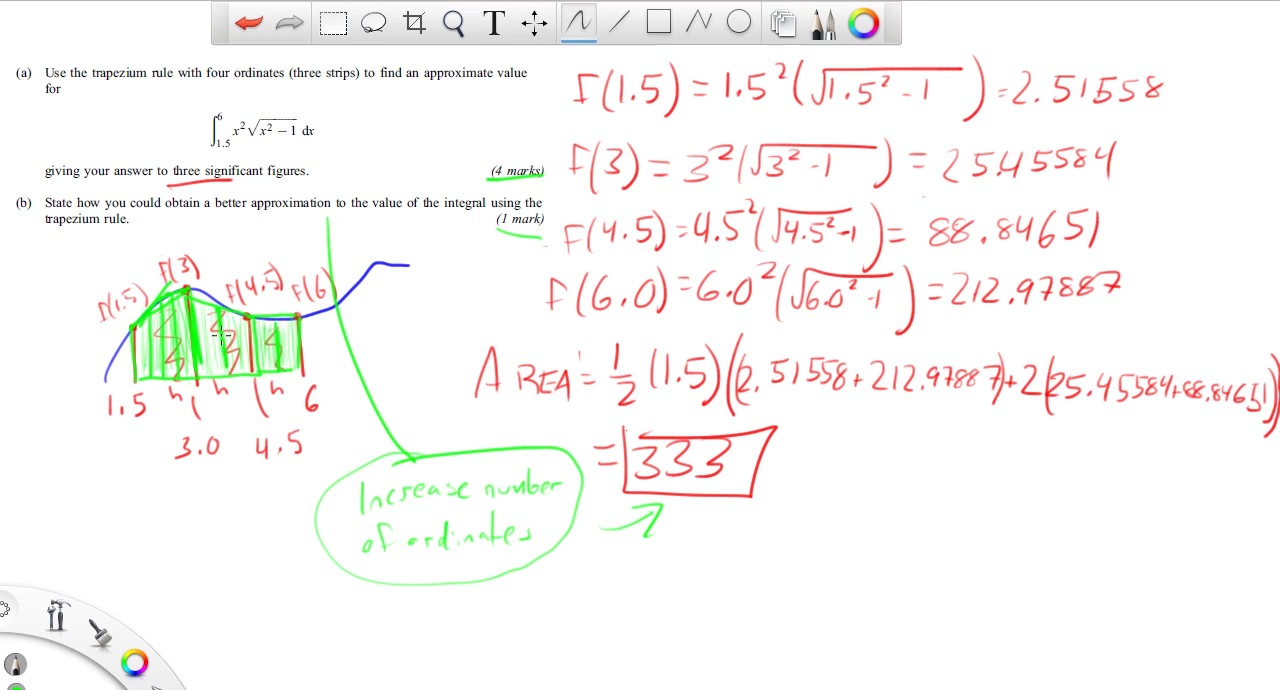 (a) Use the trapezium rule with four ordinates (three strips) to find an approximate value
for
∫₁.₅⁶ x²√(x² – 1) dx
giving your answer to three significant figures. (4 marks)
(b) State how you could obtain a better approximation to the value of the integral using the
trapezium rule. (1 mark)
f(1.5) = 1.5²(√1.5² - 1) = 2.51558
f(3) = 3²(√3² - 1) = 25.45584
f(4.5) = 4.5²(√4.5² - 1) = 88.84651
f(6.0) = 6.0²(√6.0² - 1) = 212.97887
AREA = 1/2 (1.5)((2.51558 + 212.97887) + 2(25.45584 + 88.84651))
= 333
f(1.5) f(3) f(4.5) f(6)
1.5 h h h 6
3.0 4.5
Increase number
of ordinates
T